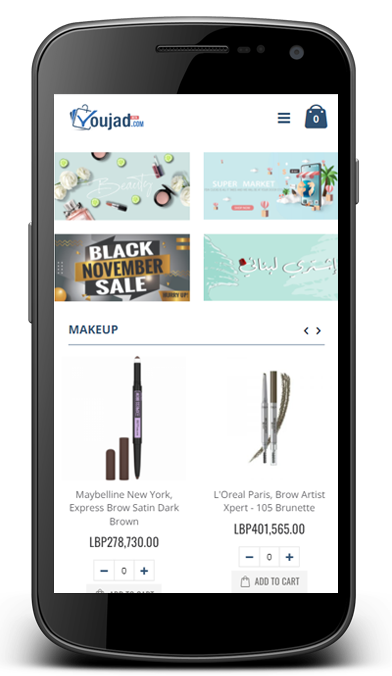 Youjad
.COM
0
Beauty
SUPER MARKET
BLACK
NOVEMBER
SALE
HURRY UP!
إشتري لبناني
MAKEUP
Maybelline New York,
Express Brow Satin Dark
Brown
LBP278,730.00
0
L'Oreal Paris, Brow Artist
Xpert - 105 Brunette
LBP401,565.00
0
ADD TO CART
ADD TO CART